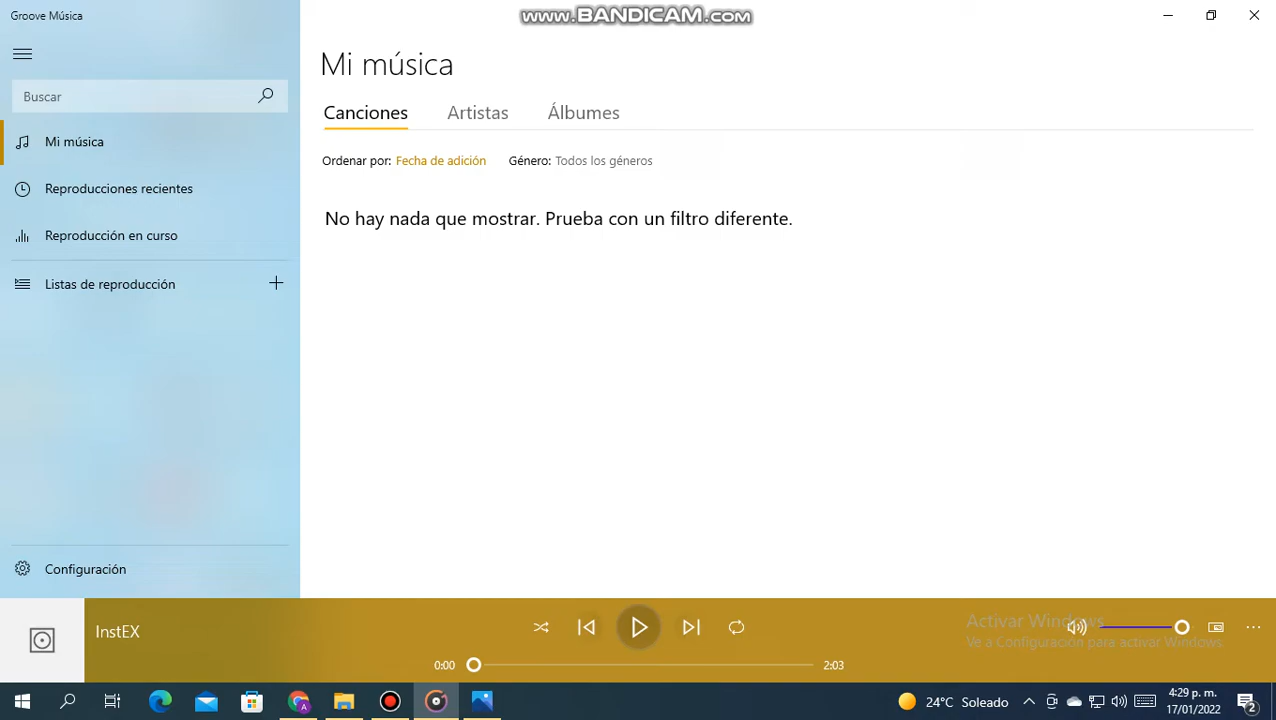 Groove Música
www.BANDICAM.com
Buscar
Mi música
Reproducciones recientes
Reproducción en curso
Listas de reproducción
Configuración
Mi música
Canciones Artistas Álbumes
Ordenar por: Fecha de adición Género: Todos los géneros
No hay nada que mostrar. Prueba con un filtro diferente.
InstEX
0:00
2:03
Activar Windows
Ve a Configuración para activar Windows.
24°C Soleado
4:29 p. m.
17/01/2022
2